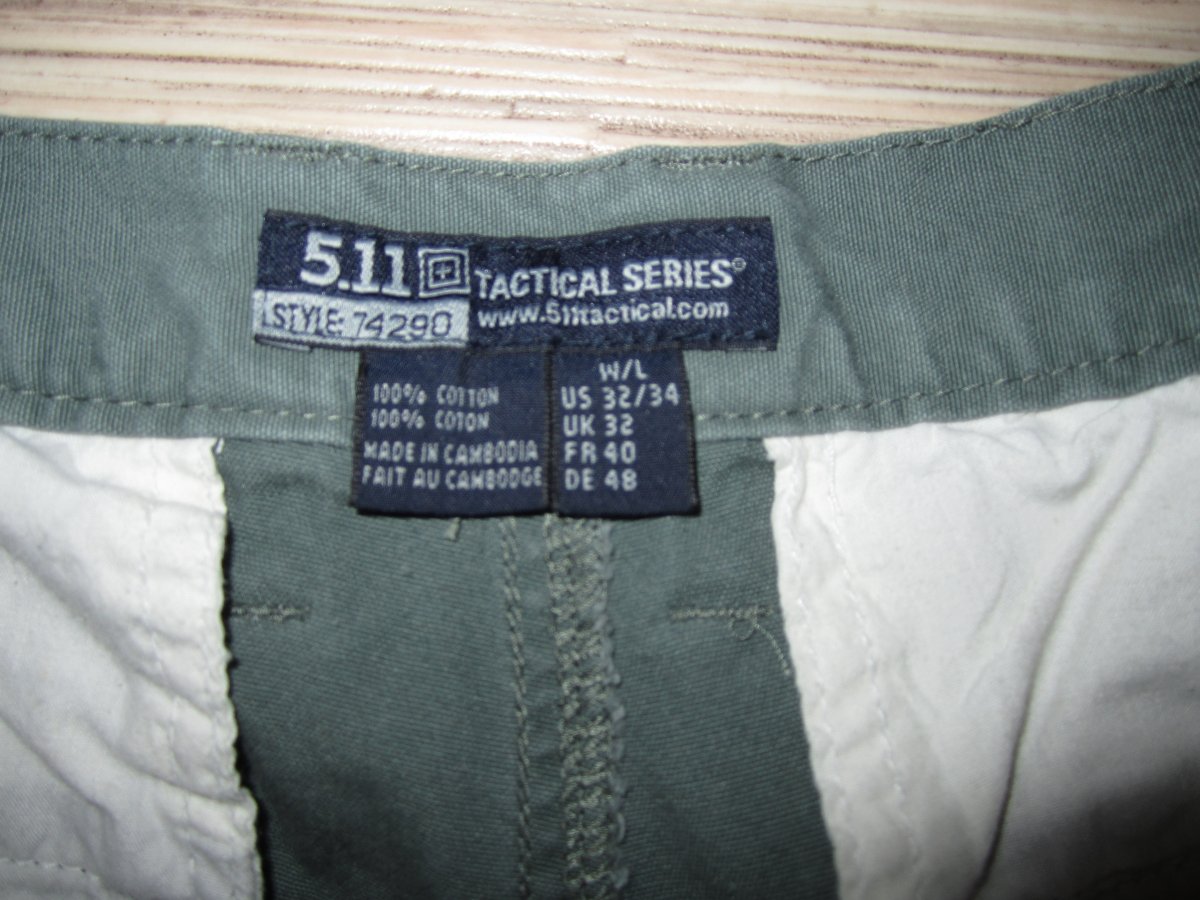 5.11 TACTICAL SERIES®
STYLE: 74290
www.511tactical.com
100% COTTON
100% COTON
MADE IN CAMBODIA
FAIT AU CAMBODGE
W/L
US 32/34
UK 32
FR 40
DE 48